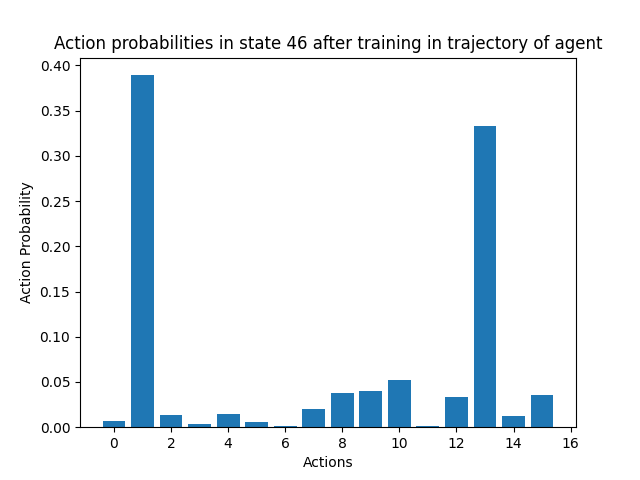 Action probabilities in state 46 after training in trajectory of agent
0.40
0.35
0.30
0.25
0.20
0.15
0.10
0.05
0.00
Action Probability
0 2 4 6 8 10 12 14 16
Actions